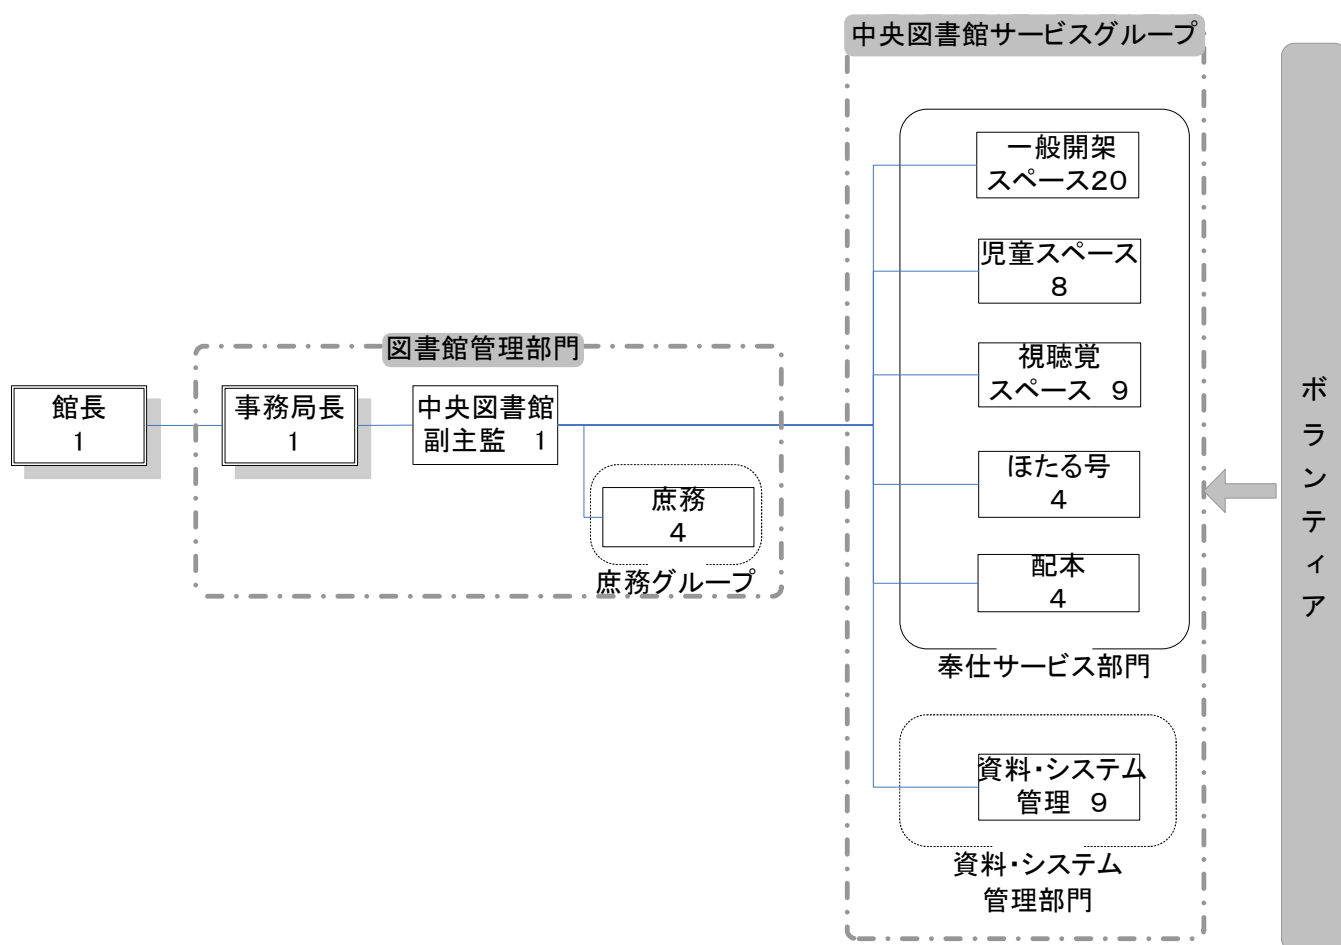 中央図書館サービスグループ
一般開架
スペース20
児童スペース
8
図書館管理部門
視聴覚
スペース 9
館長
1
事務局長
1
中央図書館
副主監 1
庶務
4
庶務グループ
ほたる号
4
配本
4
奉仕サービス部門
資料・システム
管理 9
資料・システム
管理部門
ボランティア